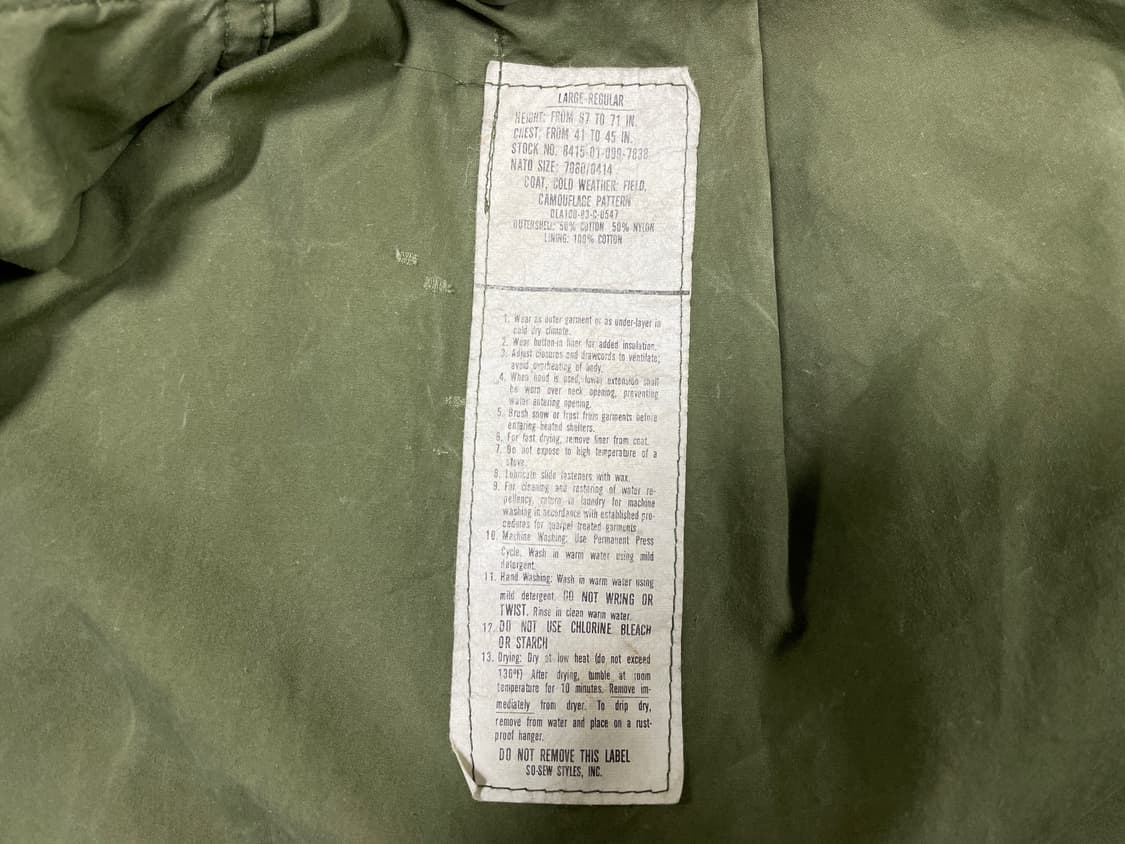 LARGE-REGULAR
HEIGHT: FROM 67 TO 71 IN.
CHEST: FROM 41 TO 45 IN.
STOCK NO. 8415-01-099-7838
NATO SIZE: 7080/0414
COAT, COLD WEATHER, FIELD,
CAMOUFLAGE PATTERN
DLA100-83-C-0547
OUTERSHELL: 50% COTTON 50% NYLON
LINING: 100% COTTON
1. Wear as outer garment or as under-layer in
cold dry climate.
2. Wear button-in liner for added insulation.
3. Adjust closures and drawcords to ventilate;
avoid overheating of body.
4. When hood is used, lower extension shall
be worn over neck opening, preventing
water entering opening.
5. Brush snow or frost from garments before
entering heated shelters.
6. For fast drying, remove liner from coat.
7. Do not expose to high temperature of a
stove.
8. Lubricate slide fasteners with wax.
9. For cleaning and restoring of water re-
pellency, return to laundry for machine
washing in accordance with established pro-
cedures for quarpel treated garments
10. Machine Washing: Use Permanent Press
Cycle. Wash in warm water using mild
detergent.
11. Hand Washing: Wash in warm water using
mild detergent. DO NOT WRING OR
TWIST. Rinse in clean warm water.
12. DO NOT USE CHLORINE BLEACH
OR STARCH
13. Drying: Dry at low heat (do not exceed
130°F) After drying, tumble at room
temperature for 10 minutes. Remove im-
mediately from dryer. To drip dry,
remove from water and place on a rust-
proof hanger.
DO NOT REMOVE THIS LABEL
SO-SEW STYLES, INC.